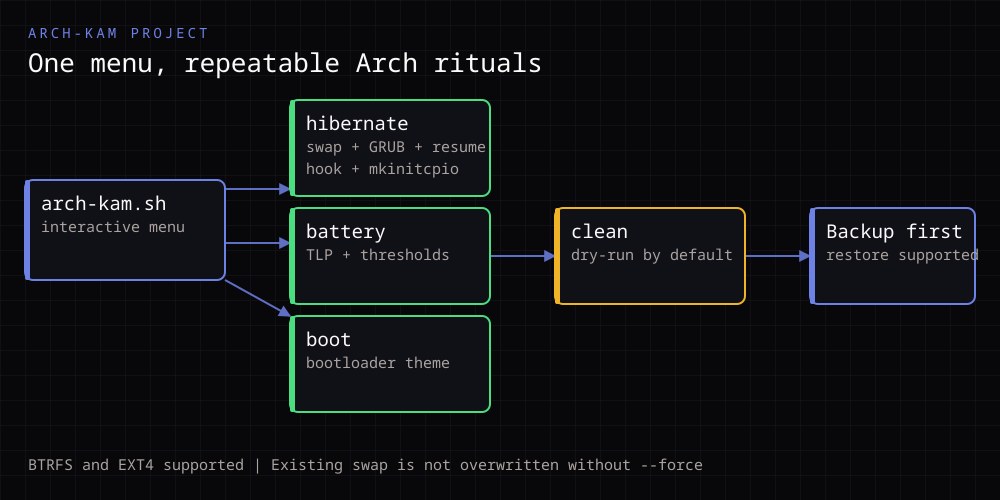 ARCH-KAM PROJECT
One menu, repeatable Arch rituals
hibernate
swap + GRUB + resume
hook + mkinitcpio
arch-kam.sh
interactive menu
battery
TLP + thresholds
clean
dry-run by default
Backup first
restore supported
boot
bootloader theme
BTRFS and EXT4 supported | Existing swap is not overwritten without --force